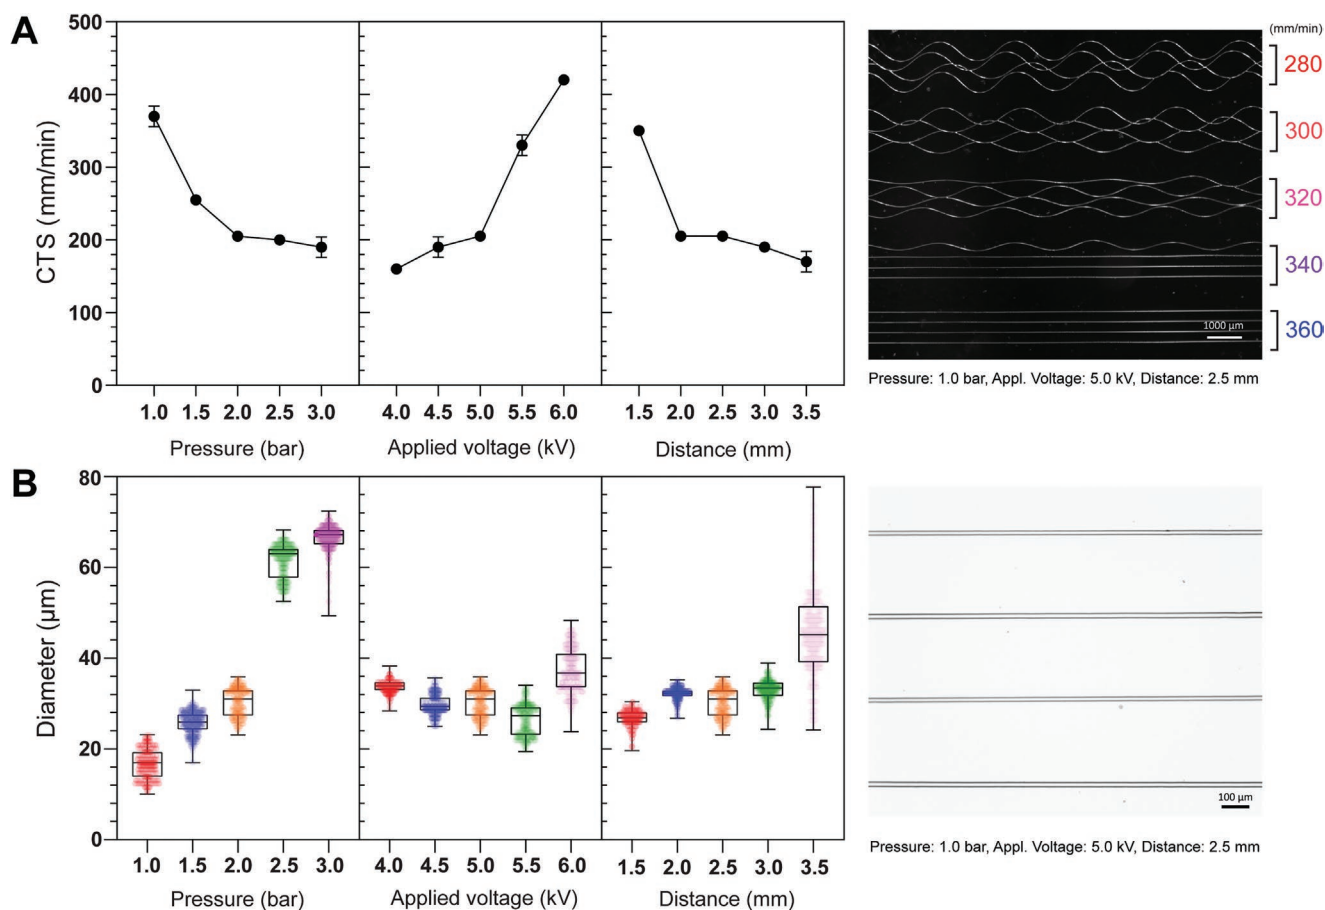 A
500
400
300
200
100
0
CTS (mm/min)
1.0 1.5 2.0 2.5 3.0
Pressure (bar)
4.0 4.5 5.0 5.5 6.0
Applied voltage (kV)
1.5 2.0 2.5 3.0 3.5
Distance (mm)
(mm/min)
280
300
320
340
360
1000 µm
Pressure: 1.0 bar, Appl. Voltage: 5.0 kV, Distance: 2.5 mm
B
80
60
40
20
0
Diameter (µm)
1.0 1.5 2.0 2.5 3.0
Pressure (bar)
4.0 4.5 5.0 5.5 6.0
Applied voltage (kV)
1.5 2.0 2.5 3.0 3.5
Distance (mm)
100 µm
Pressure: 1.0 bar, Appl. Voltage: 5.0 kV, Distance: 2.5 mm